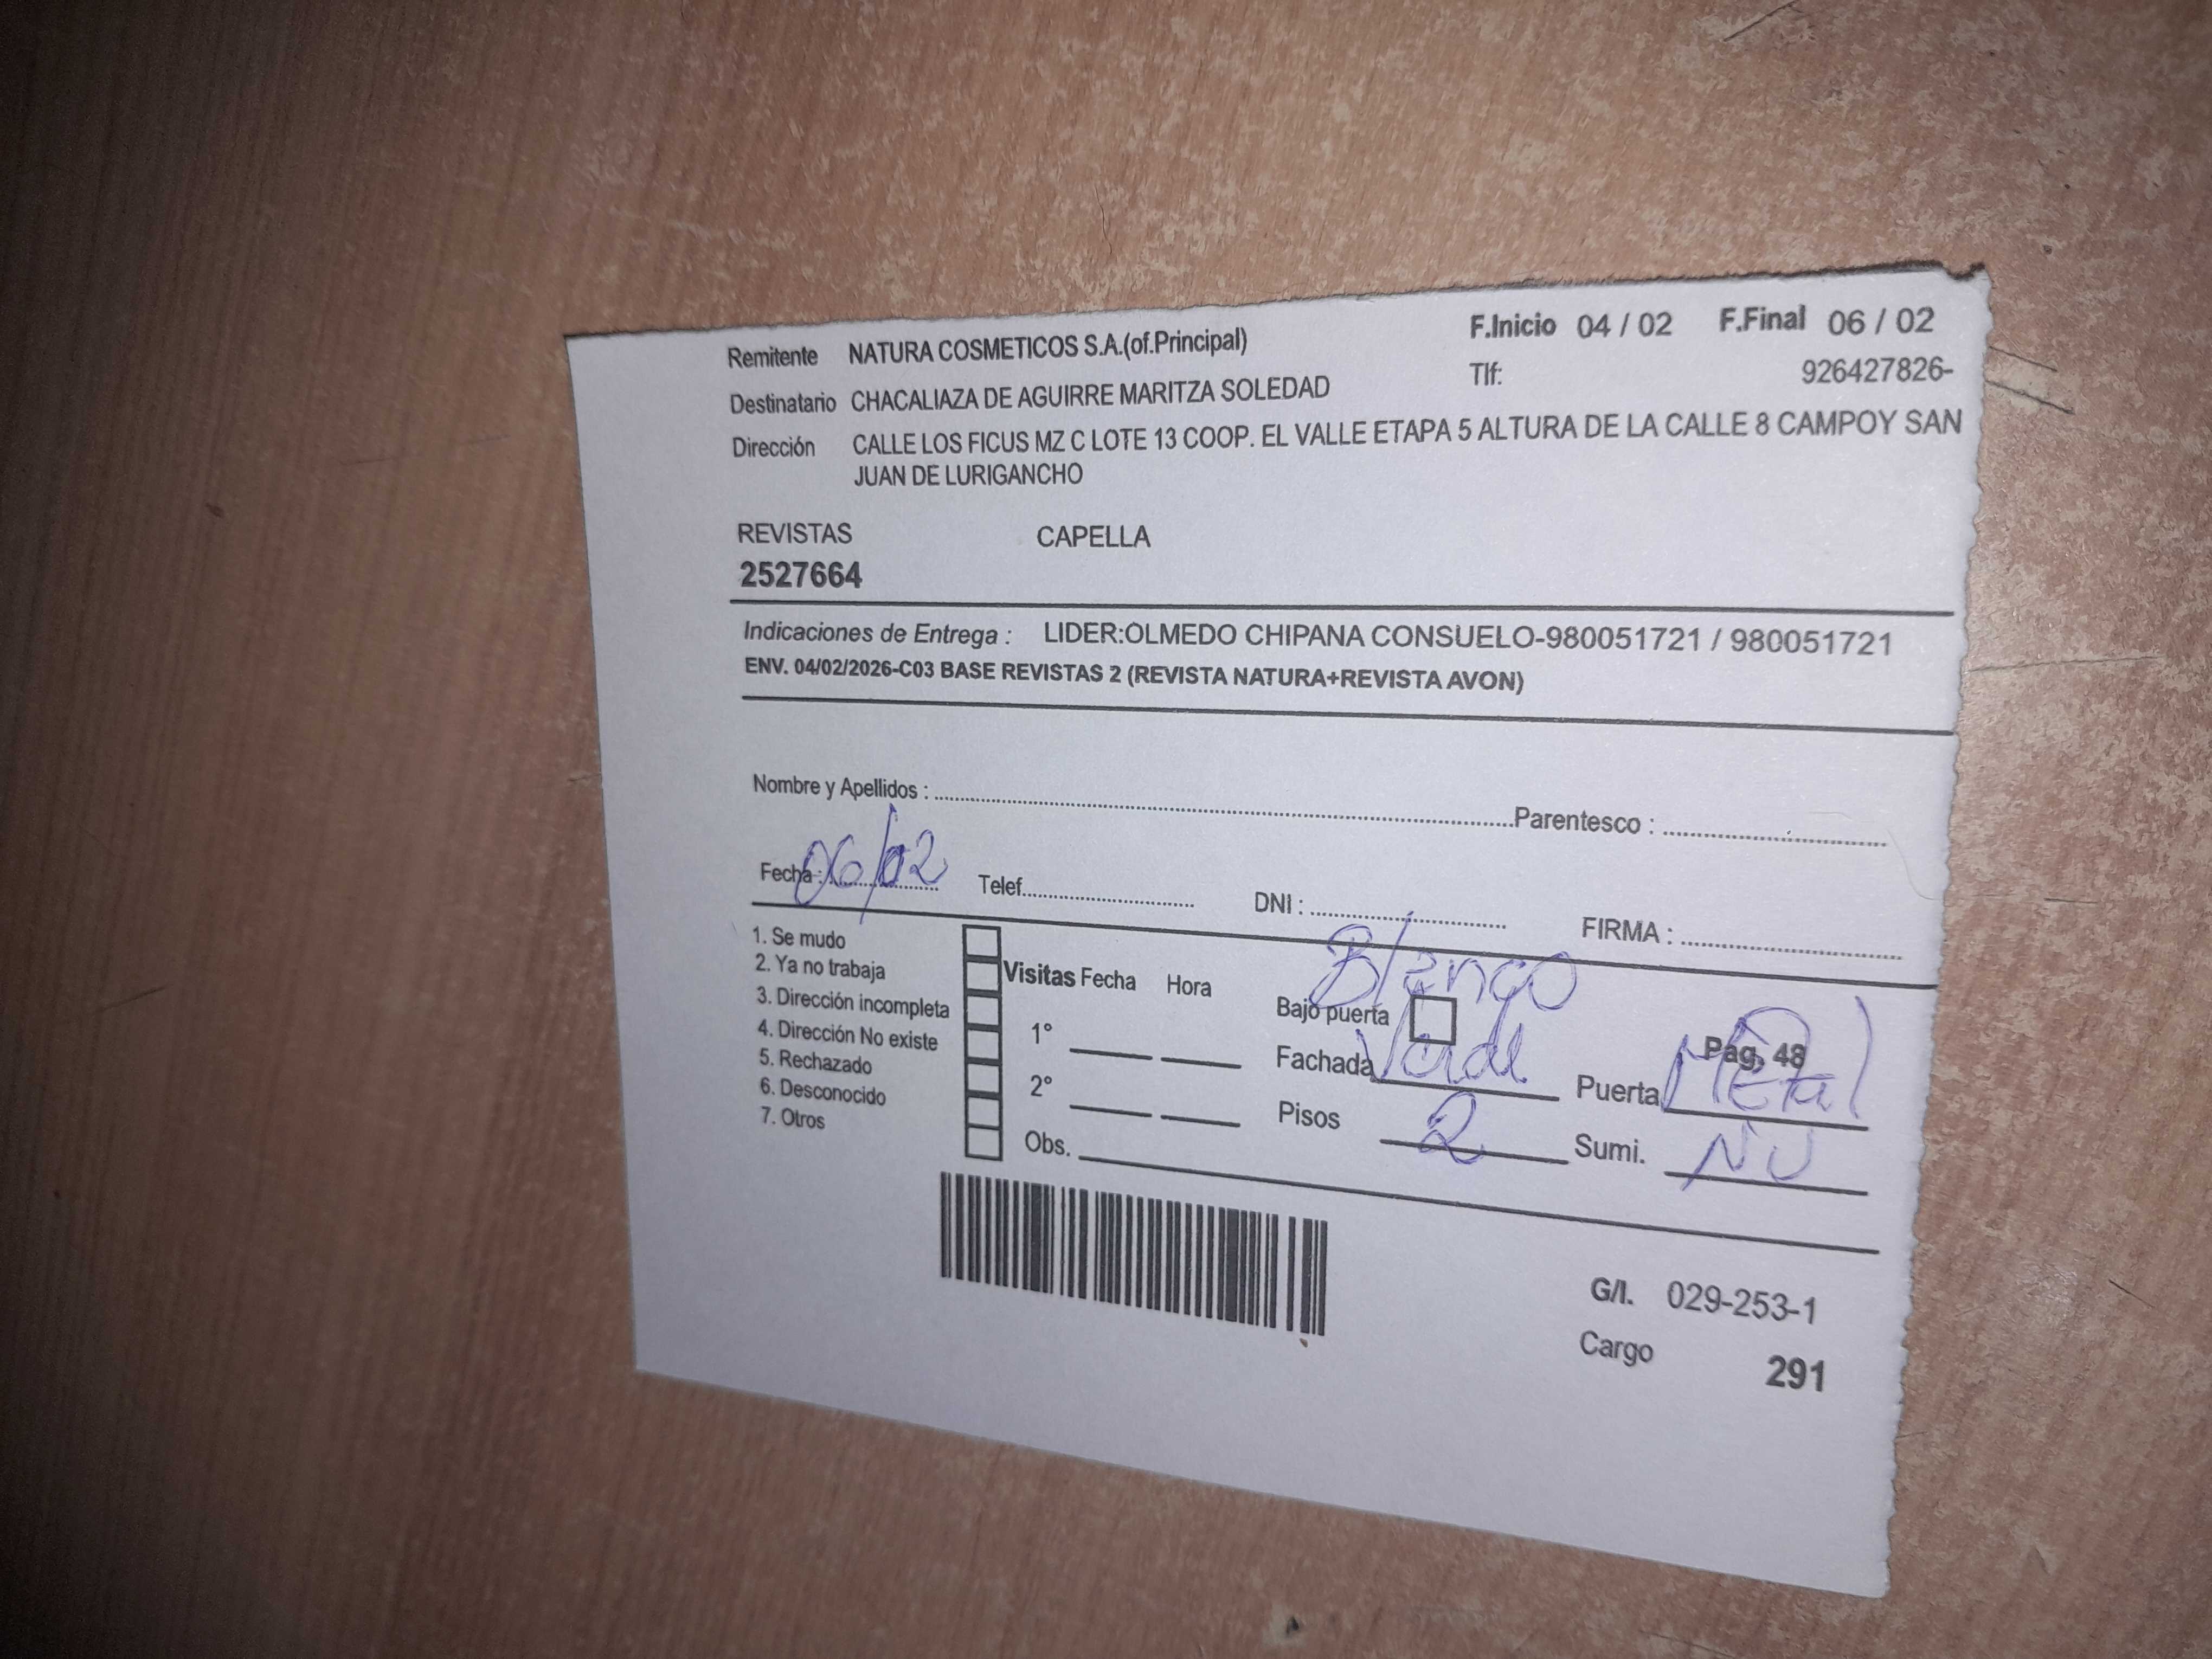 Remitente NATURA COSMETICOS S.A.(of.Principal) F.Inicio 04 / 02 F.Final 06 / 02
Destinatario CHACALIAZA DE AGUIRRE MARITZA SOLEDAD Tlf: 926427826-
Dirección CALLE LOS FICUS MZ C LOTE 13 COOP. EL VALLE ETAPA 5 ALTURA DE LA CALLE 8 CAMPOY SAN
JUAN DE LURIGANCHO
REVISTAS CAPELLA
2527664
Indicaciones de Entrega : LIDER:OLMEDO CHIPANA CONSUELO-980051721 / 980051721
ENV. 04/02/2026-C03 BASE REVISTAS 2 (REVISTA NATURA+REVISTA AVON)
Nombre y Apellidos : Parentesco :
Fecha : 06/02 Telef. DNI : FIRMA :
1. Se mudo
2. Ya no trabaja
3. Dirección incompleta
4. Dirección No existe
5. Rechazado
6. Desconocido
7. Otros
Visitas Fecha Hora
1°
2°
Obs.
Blanco
Bajo puerta Pag. 48
Fachada Verde Puerta Metal
Pisos 2 Sumi. NU
G/I. 029-253-1
Cargo 291